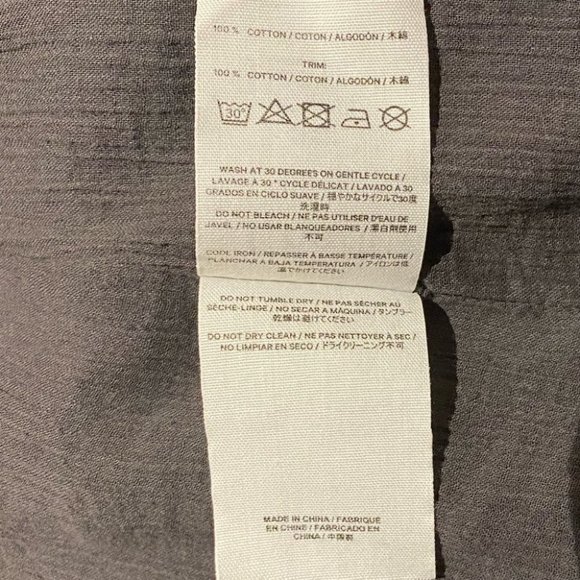 100 % COTTON / COTON / ALGODÓN / 木綿
TRIM:
100 % COTTON / COTON / ALGODÓN / 木綿
30°
WASH AT 30 DEGREES ON GENTLE CYCLE /
LAVAGE À 30 ° CYCLE DÉLICAT / LAVADO A 30
GRADOS EN CICLO SUAVE / 穏やかなサイクルで30度
洗濯時
DO NOT BLEACH / NE PAS UTILISER D'EAU DE
JAVEL / NO USAR BLANQUEADORES / 漂白剤使用
不可
COOL IRON / REPASSER À BASSE TEMPÉRATURE /
PLANCHAR A BAJA TEMPERATURA / アイロンは低
温でかけてください
DO NOT TUMBLE DRY / NE PAS SÉCHER AU
SÈCHE-LINGE / NO SECAR A MÁQUINA / タンブラー
乾燥は避けてください
DO NOT DRY CLEAN / NE PAS NETTOYER À SEC /
NO LIMPIAR EN SECO / ドライクリーニング不可
MADE IN CHINA / FABRIQUÉ
EN CHINE / FABRICADO EN
CHINA / 中国製